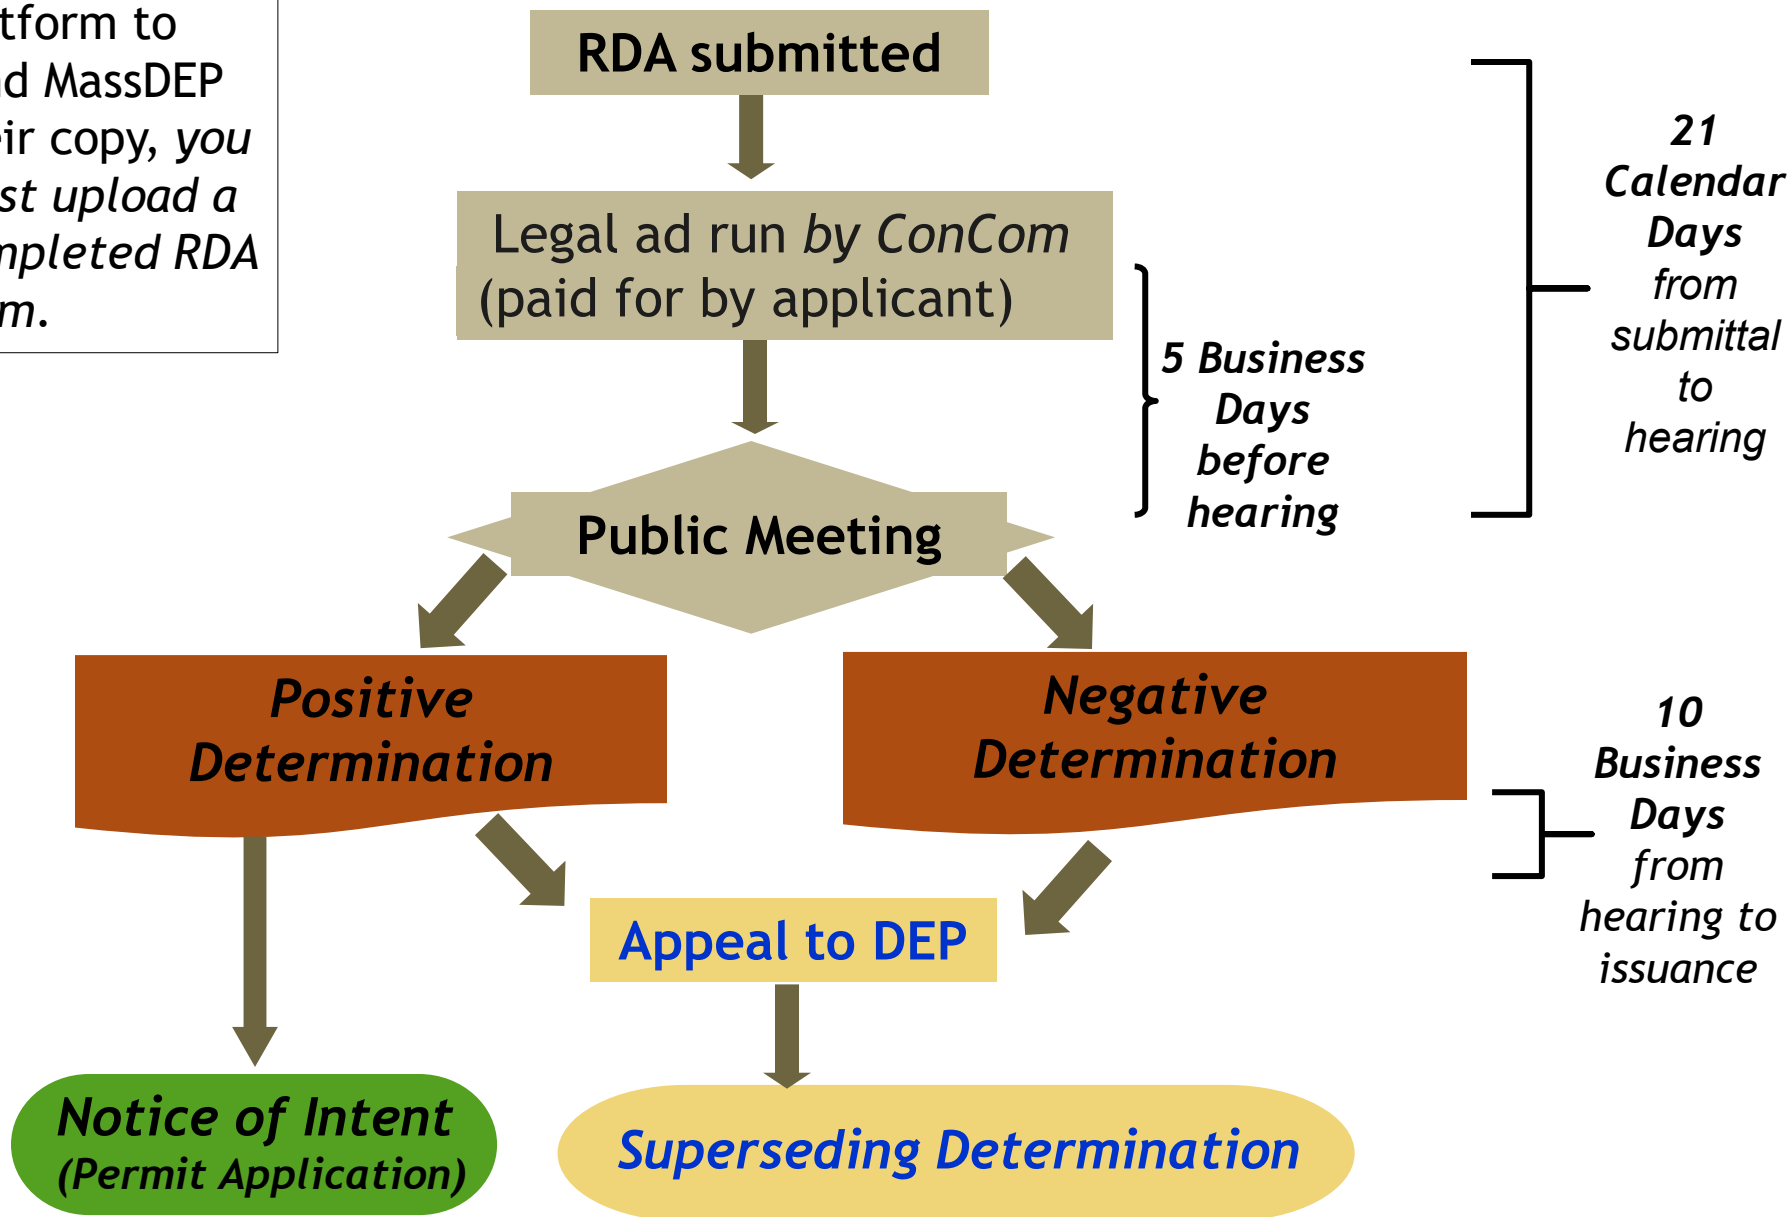 tform to
d MassDEP
ir copy, you
st upload a
mpleted RDA
m.
RDA submitted
Legal ad run by ConCom
(paid for by applicant)
Public Meeting
5 Business
Days
before
hearing
21
Calendar
Days
from
submittal
to
hearing
Positive
Determination
Negative
Determination
10
Business
Days
from
hearing to
issuance
Appeal to DEP
Notice of Intent
(Permit Application)
Superseding Determination